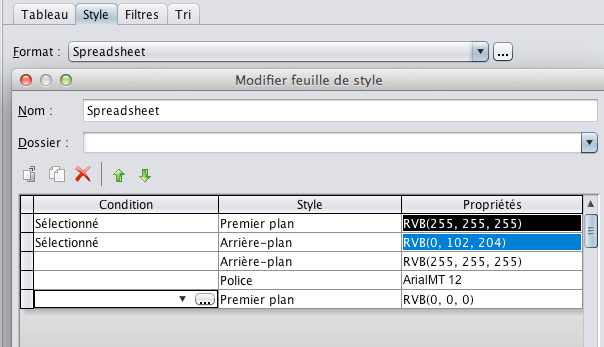 Tableau Style Filtres Tri
Format : Spreadsheet ...
Modifier feuille de style
Nom : Spreadsheet
Dossier :
Condition Style Propriétés
Sélectionné Premier plan RVB(255, 255, 255)
Sélectionné Arrière-plan RVB(0, 102, 204)
Arrière-plan RVB(255, 255, 255)
Police ArialMT 12
... Premier plan RVB(0, 0, 0)